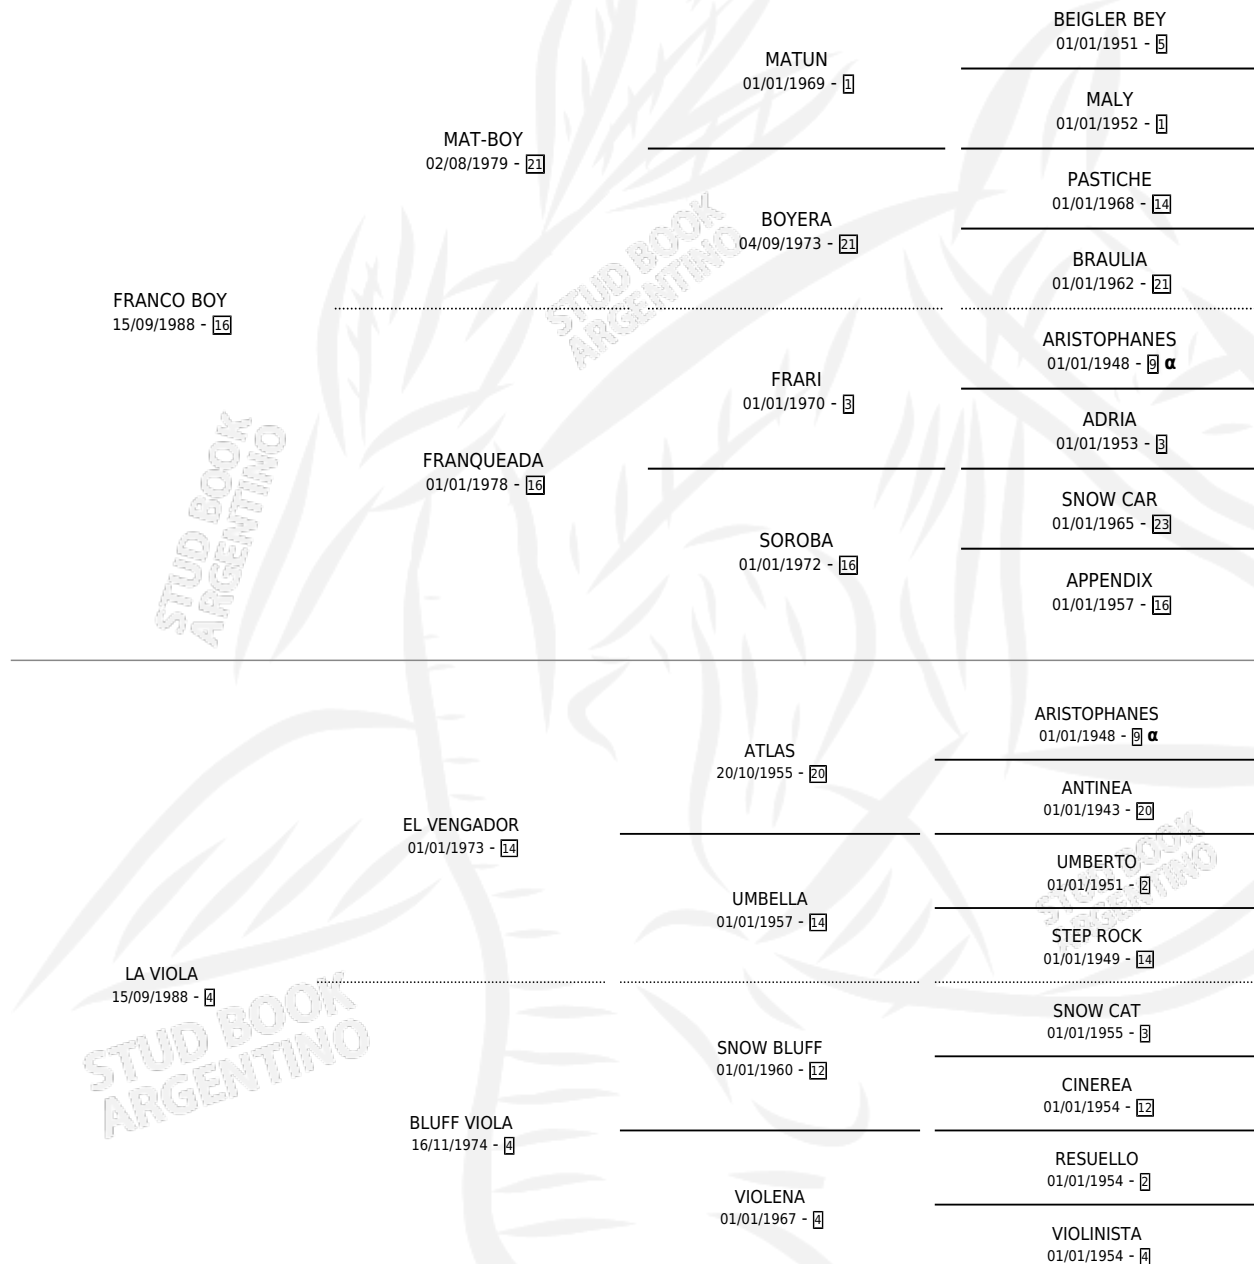 BEIGLER BEY
01/01/1951 - 5
MATUN
01/01/1969 - 1
MALY
01/01/1952 - 1
MAT-BOY
02/08/1979 - 21
PASTICHE
01/01/1968 - 14
BOYERA
04/09/1973 - 21
BRAULIA
01/01/1962 - 21
FRANCO BOY
15/09/1988 - 16
STUD BOOK
ARGENTINO
ARISTOPHANES
01/01/1948 - 9 α
FRARI
01/01/1970 - 3
ADRIA
01/01/1953 - 3
FRANQUEADA
01/01/1978 - 16
SNOW CAR
01/01/1965 - 23
SOROBA
01/01/1972 - 16
APPENDIX
01/01/1957 - 16
STUD BOOK
ARGENTINO
ARISTOPHANES
01/01/1948 - 9 α
ATLAS
20/10/1955 - 20
ANTINEA
01/01/1943 - 20
EL VENGADOR
01/01/1973 - 14
UMBERTO
01/01/1951 - 2
UMBELLA
01/01/1957 - 14
STEP ROCK
01/01/1949 - 14
STUD BOOK
ARGENTINO
LA VIOLA
15/09/1988 - 4
STUD BOOK
ARGENTINO
SNOW CAT
01/01/1955 - 3
SNOW BLUFF
01/01/1960 - 12
CINEREA
01/01/1954 - 12
BLUFF VIOLA
16/11/1974 - 4
RESUELLO
01/01/1954 - 2
VIOLENA
01/01/1967 - 4
VIOLINISTA
01/01/1954 - 4